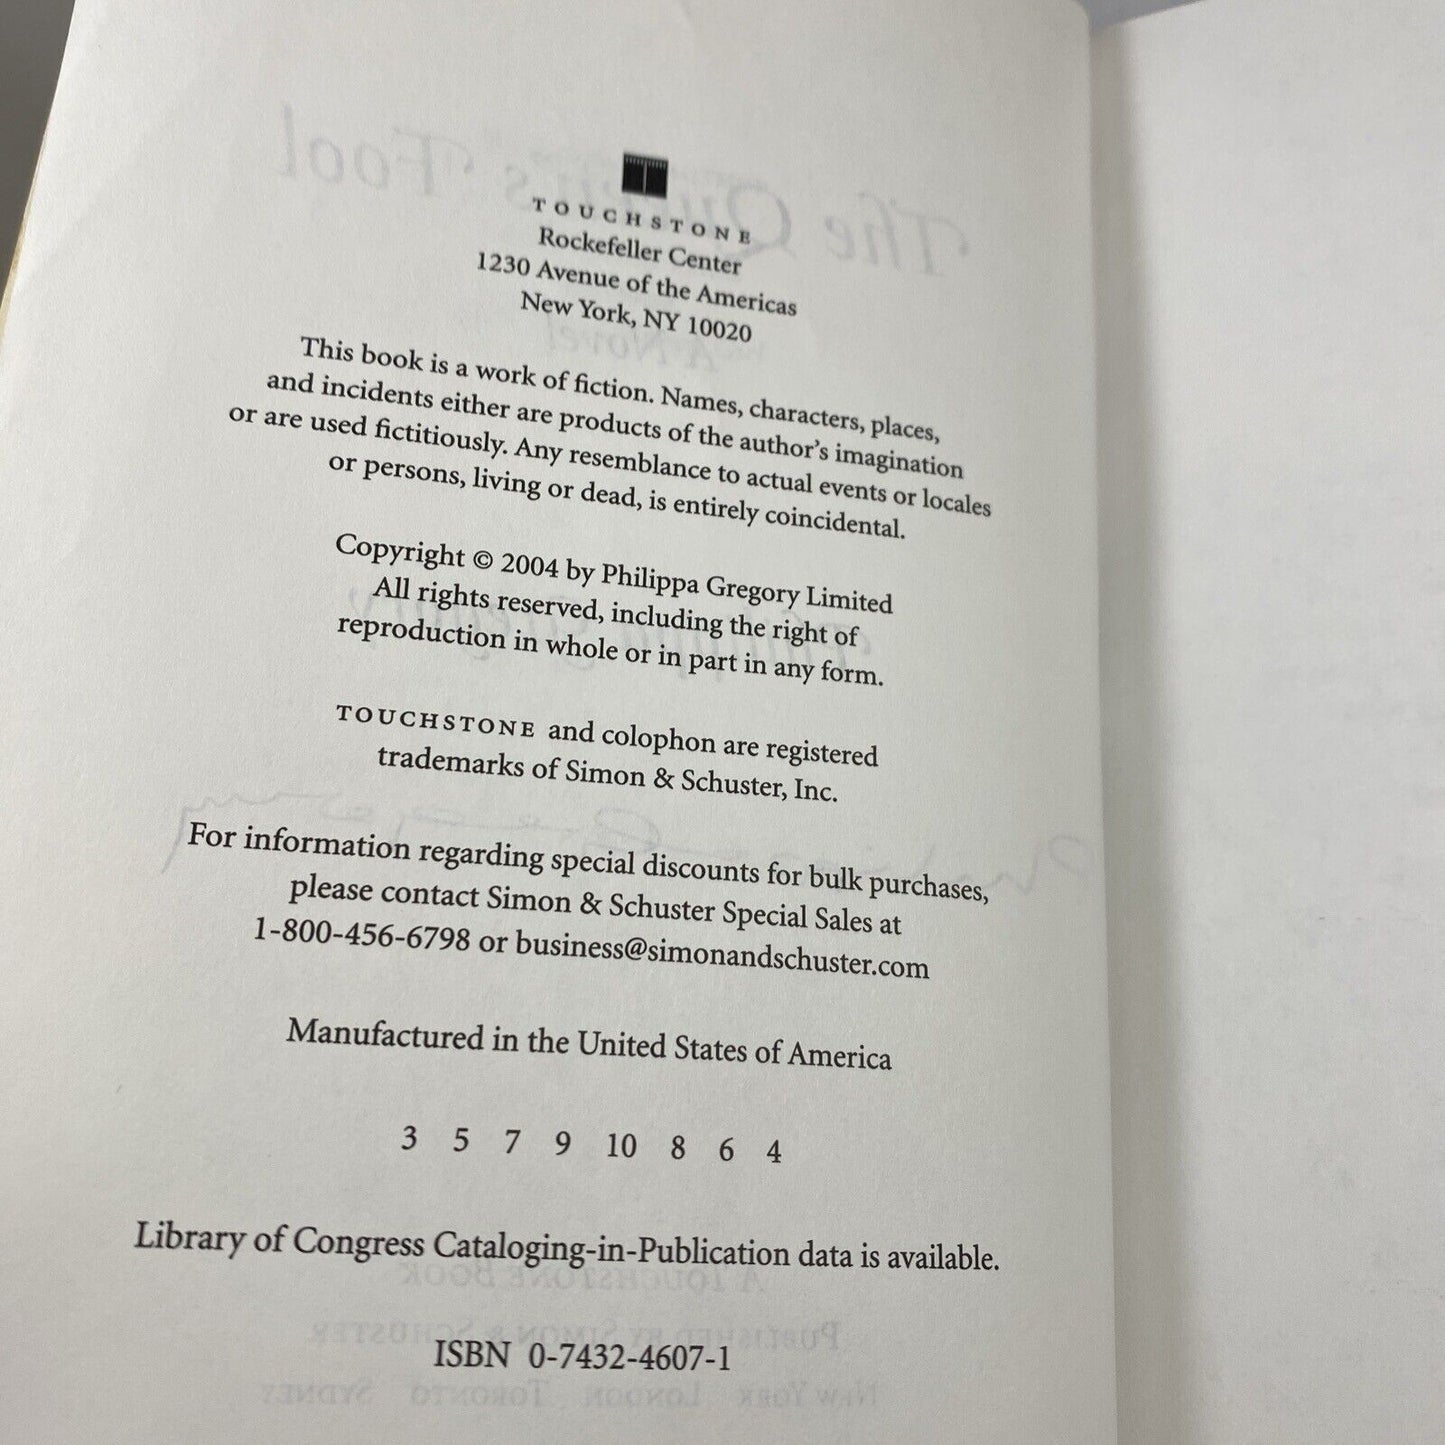 TOUCHSTONE
Rockefeller Center
1230 Avenue of the Americas
New York, NY 10020
This book is a work of fiction. Names, characters, places,
and incidents either are products of the author's imagination
or are used fictitiously. Any resemblance to actual events or locales
or persons, living or dead, is entirely coincidental.
Copyright © 2004 by Philippa Gregory Limited
All rights reserved, including the right of
reproduction in whole or in part in any form.
TOUCHSTONE and colophon are registered
trademarks of Simon & Schuster, Inc.
For information regarding special discounts for bulk purchases,
please contact Simon & Schuster Special Sales at
1-800-456-6798 or business@simonandschuster.com
Manufactured in the United States of America
3 5 7 9 10 8 6 4
Library of Congress Cataloging-in-Publication data is available.
ISBN 0-7432-4607-1